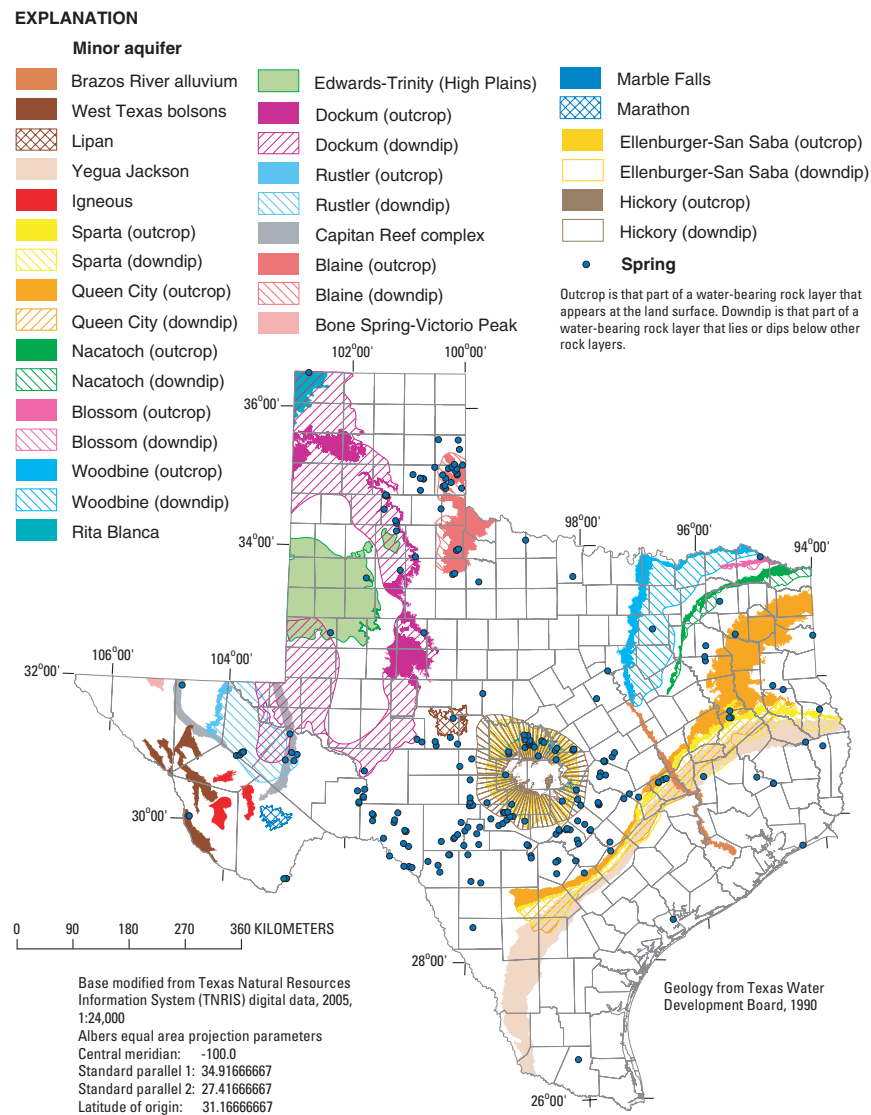 EXPLANATION
Minor aquifer
Brazos River alluvium
West Texas bolsons
Lipan
Yegua Jackson
Igneous
Sparta (outcrop)
Sparta (downdip)
Queen City (outcrop)
Queen City (downdip)
Nacatoch (outcrop)
Nacatoch (downdip)
Blossom (outcrop)
Blossom (downdip)
Woodbine (outcrop)
Woodbine (downdip)
Rita Blanca
Edwards-Trinity (High Plains)
Dockum (outcrop)
Dockum (downdip)
Rustler (outcrop)
Rustler (downdip)
Capitan Reef complex
Blaine (outcrop)
Blaine (downdip)
Bone Spring-Victorio Peak
Marble Falls
Marathon
Ellenburger-San Saba (outcrop)
Ellenburger-San Saba (downdip)
Hickory (outcrop)
Hickory (downdip)
Spring
Outcrop is that part of a water-bearing rock layer that
appears at the land surface. Downdip is that part of a
water-bearing rock layer that lies or dips below other
rock layers.
102°00'
100°00'
36°00'
34°00'
98°00'
96°00'
94°00'
32°00'
106°00'
104°00'
30°00'
28°00'
26°00'
0 90 180 270 360 KILOMETERS
Base modified from Texas Natural Resources
Information System (TNRIS) digital data, 2005,
1:24,000
Albers equal area projection parameters
Central meridian: -100.0
Standard parallel 1: 34.91666667
Standard parallel 2: 27.41666667
Latitude of origin: 31.16666667
Geology from Texas Water
Development Board, 1990